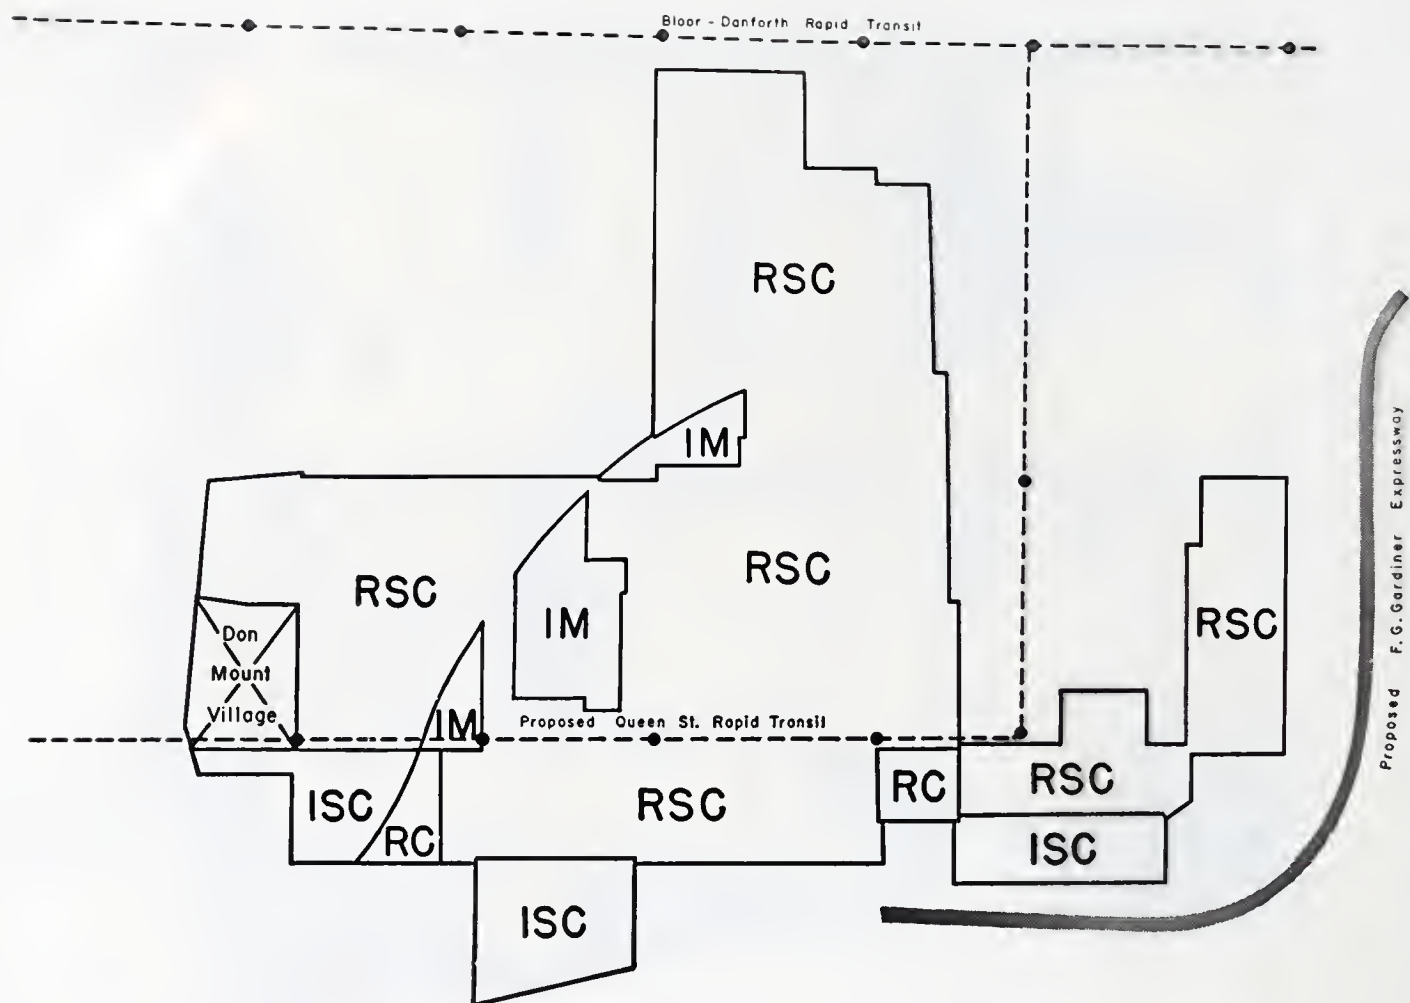 Bloor - Danforth Rapid Transit
RSC
IM
RSC
RSC
RSC
IM
Don
Mount
Village
IM
Proposed Queen St. Rapid Transit
ISC
RC
RSC
RC
RSC
ISC
ISC
Proposed F. G. Gardiner Expressway